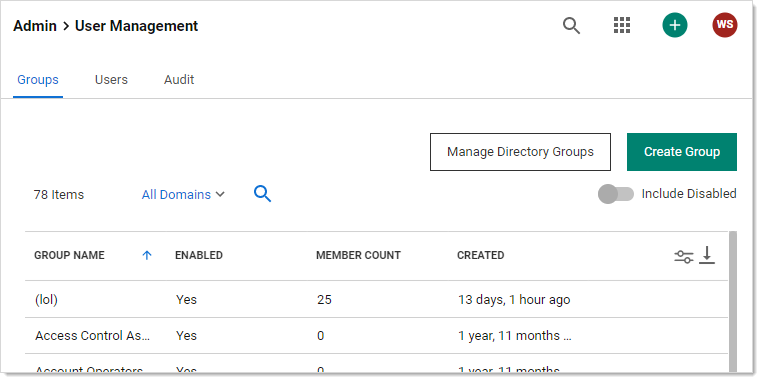 Admin > User Management
WS
Groups Users Audit
Manage Directory Groups Create Group
78 Items All Domains Include Disabled
GROUP NAME ENABLED MEMBER COUNT CREATED
(lol) Yes 25 13 days, 1 hour ago
Access Control As... Yes 0 1 year, 11 months ...
Account Operators Yes 0 1 year, 11 months